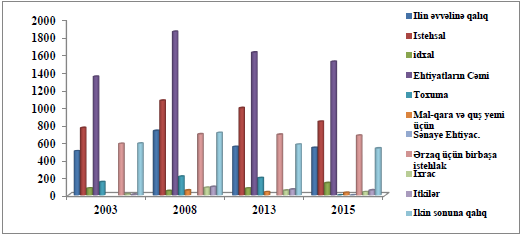 2000
1800
1600
1400
1200
1000
800
600
400
200
0
2003
2008
2013
2015
Ilin əvvəlinə qalıq
Istehsal
idxal
Ehtiyatların Cəmi
Toxuma
Mal-qara və quş yemi
üçün
Sənaye Ehtiyac.
Ərzaq üçün birbaşa
istehlak
Ixrac
Itkilər
Ikin sonuna qalıq